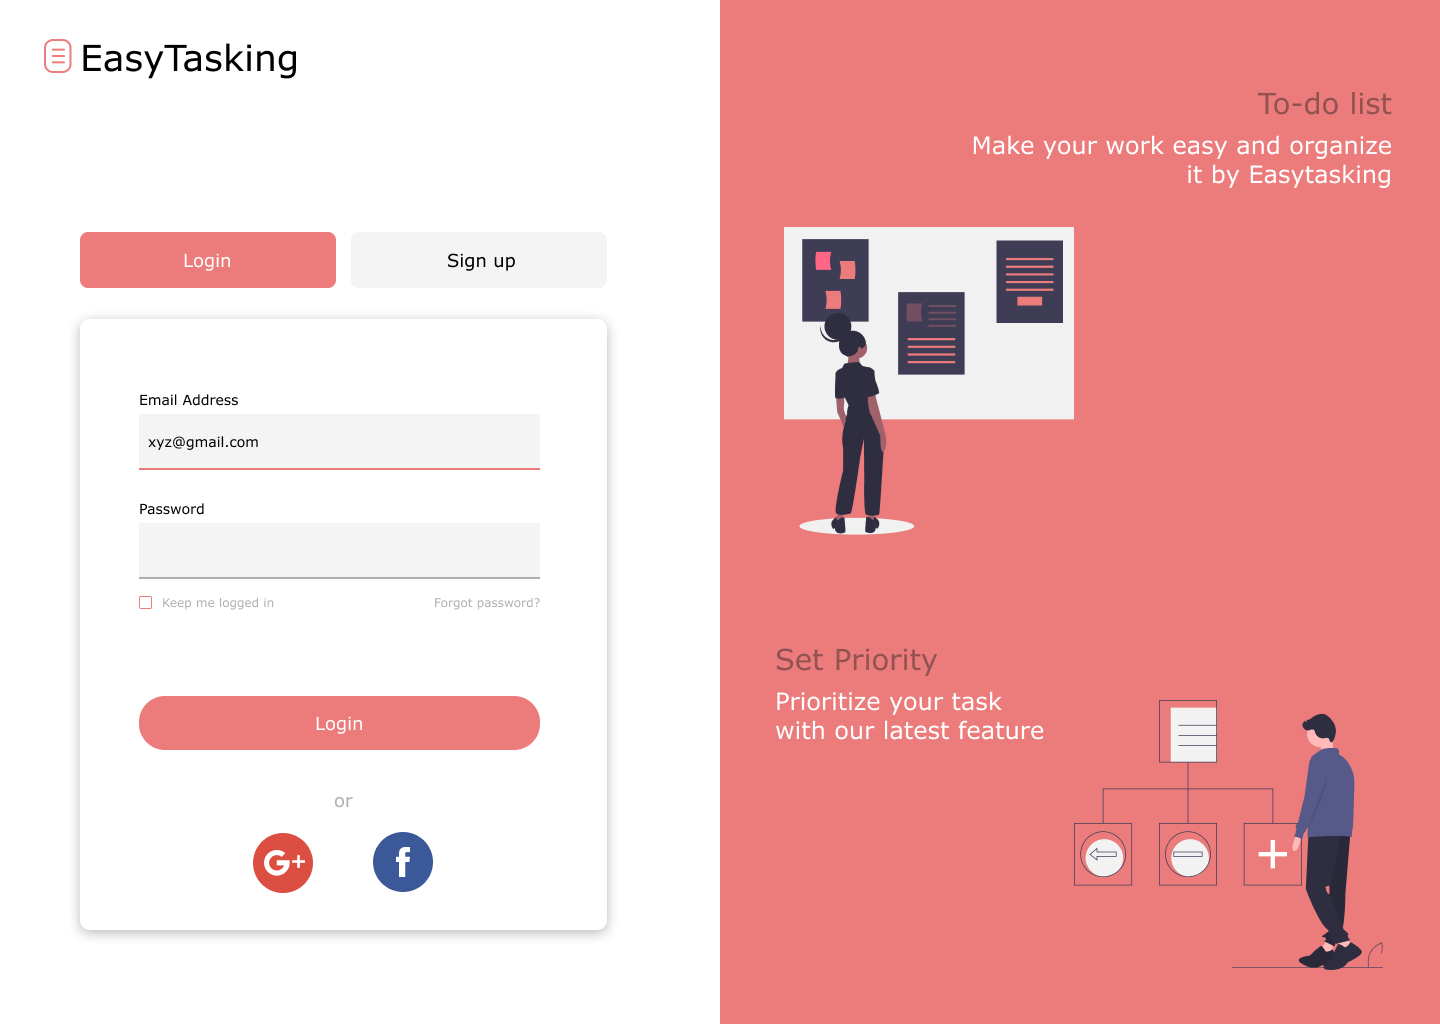 EasyTasking
Login
Sign up
Email Address
xyz@gmail.com
Password
Keep me logged in
Forgot password?
Login
or
G+
f
To-do list
Make your work easy and organize
it by Easytasking
Set Priority
Prioritize your task
with our latest feature